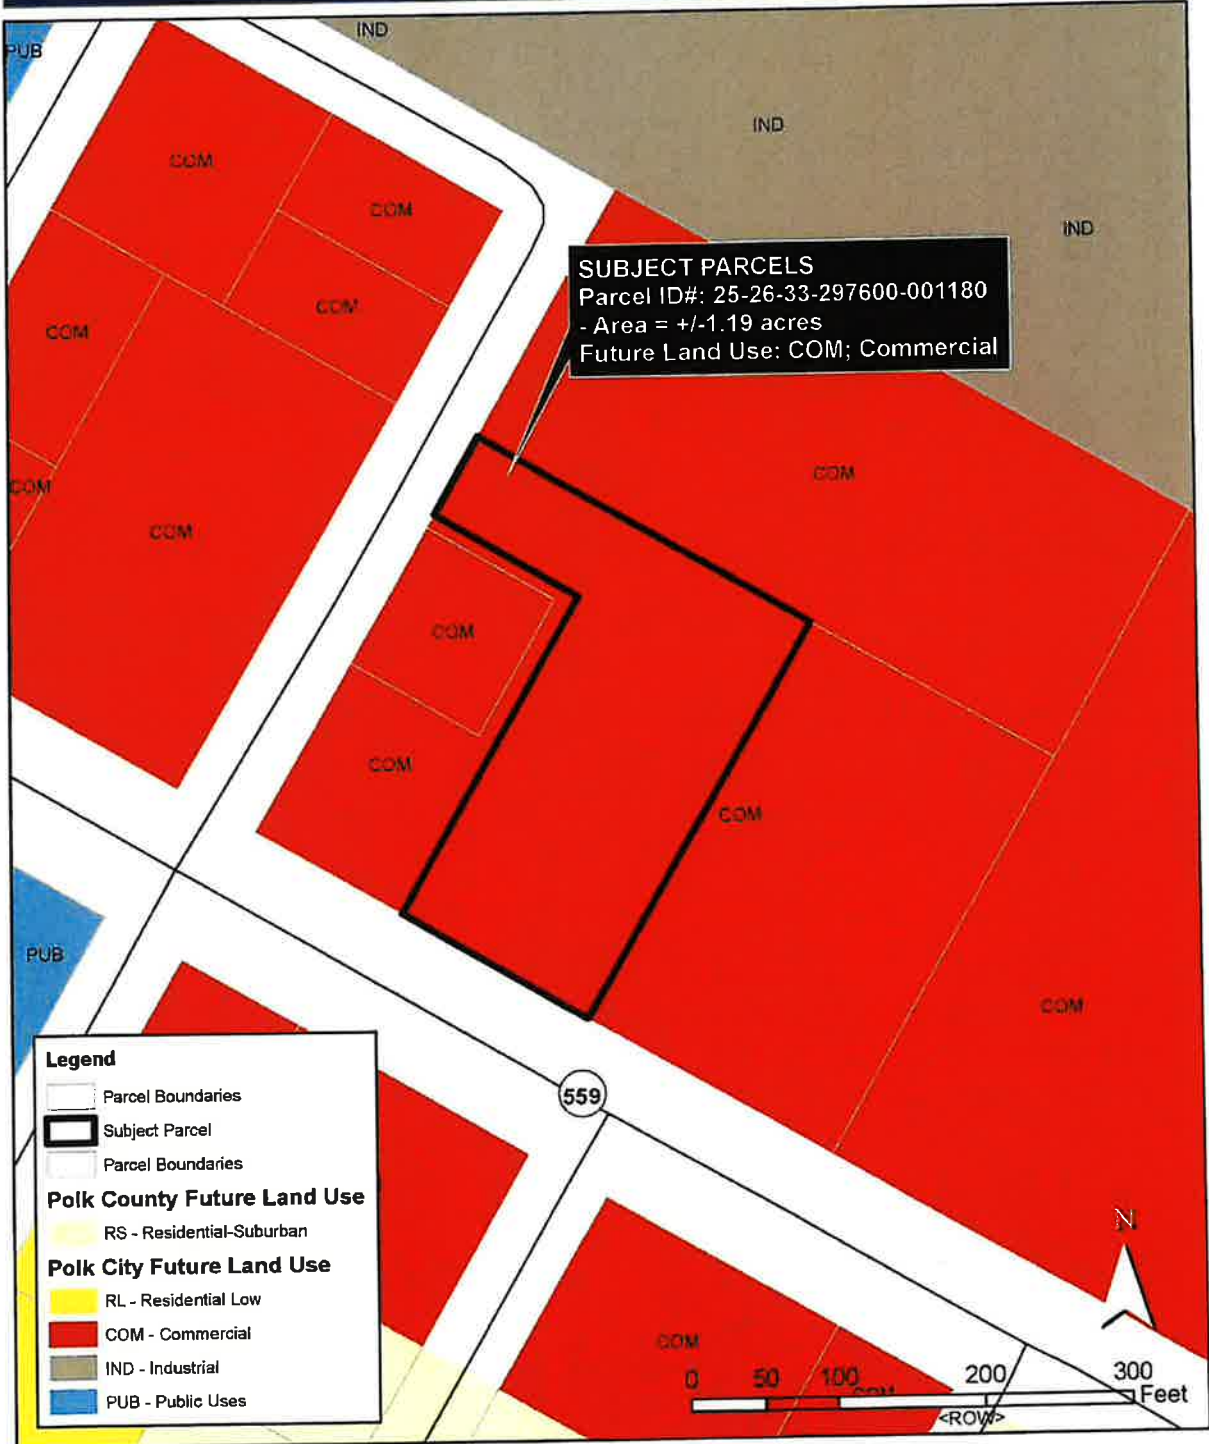 IND
PUB
IND
COM
COM
IND
COM
COM
SUBJECT PARCELS
Parcel ID#: 25-26-33-297600-001180
- Area = +/-1.19 acres
Future Land Use: COM; Commercial
COM
COM
COM
COM
COM
COM
PUB
COM
559
Legend
Parcel Boundaries
Subject Parcel
Parcel Boundaries
Polk County Future Land Use
RS - Residential-Suburban
Polk City Future Land Use
RL - Residential Low
COM - Commercial
IND - Industrial
PUB - Public Uses
N
COM
0 50 100 200 300
Feet
COM
<ROW>